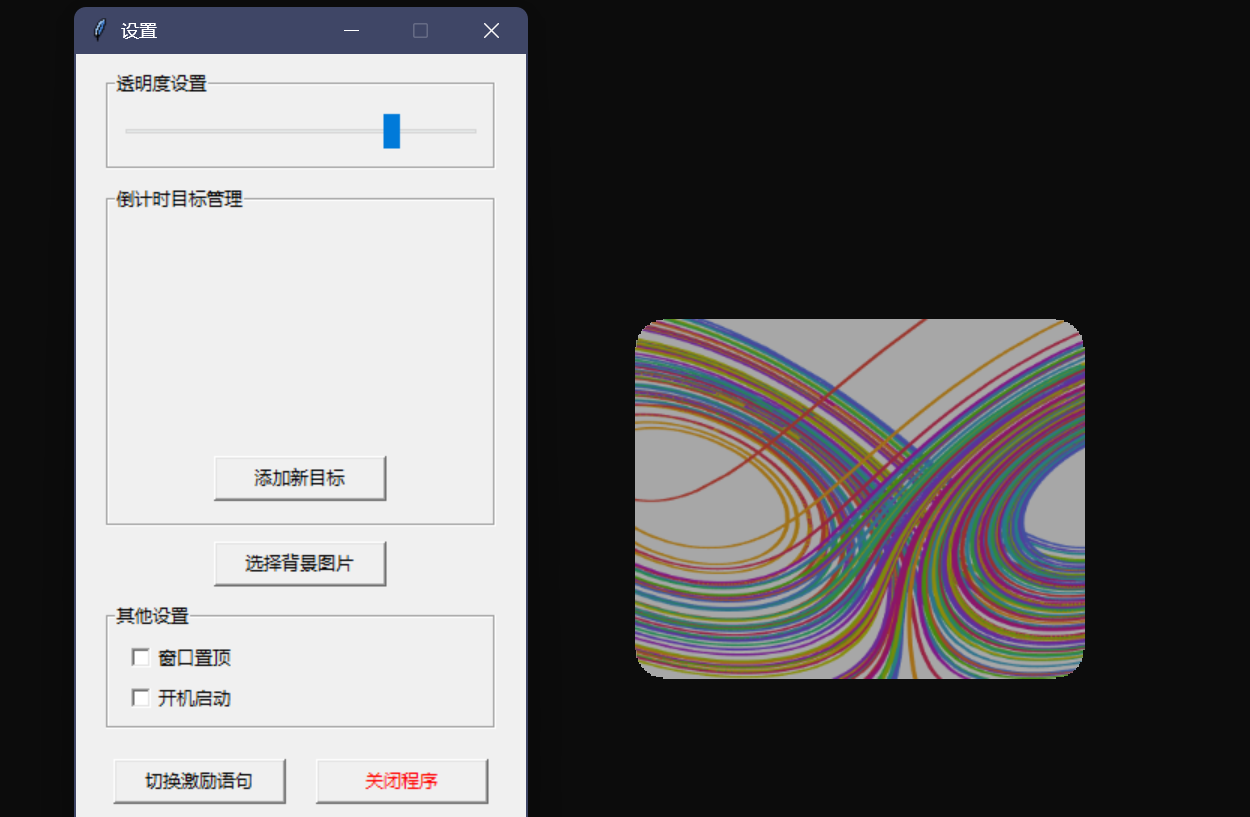 设置
透明度设置
倒计时目标管理
添加新目标
选择背景图片
其他设置
窗口置顶
开机启动
切换激励语句
关闭程序